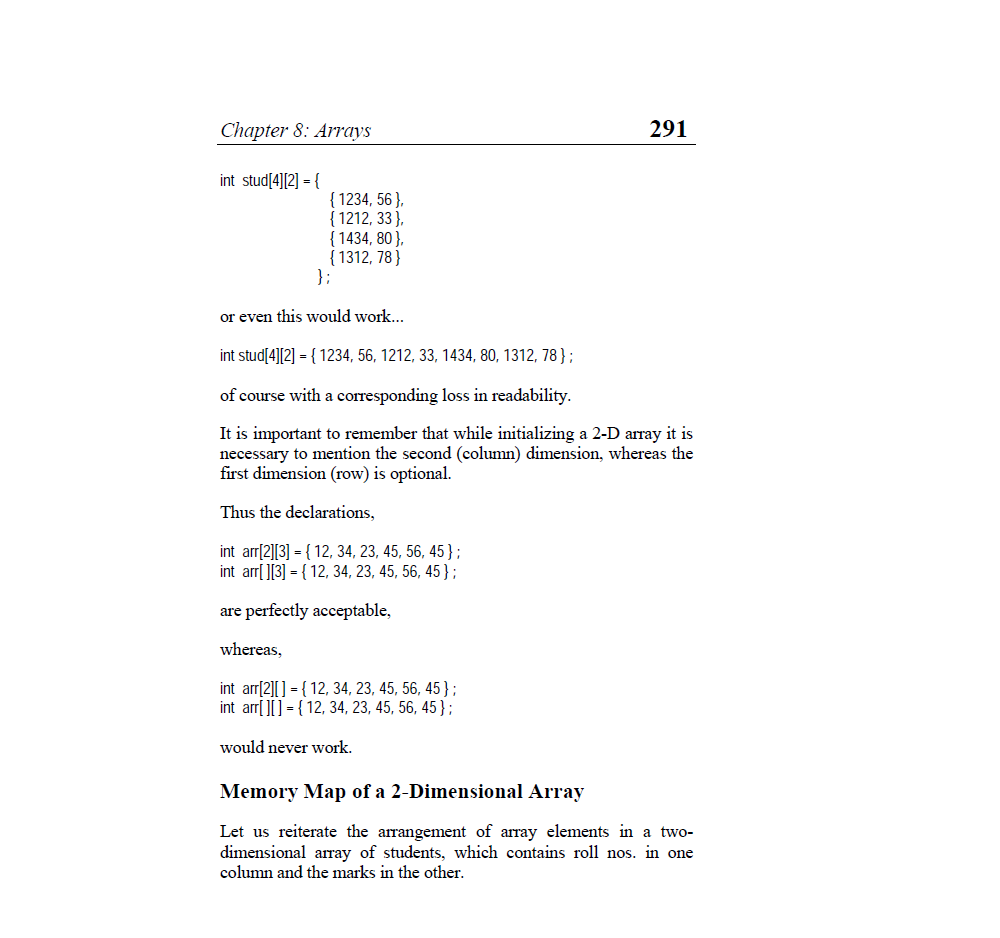 Chapter 8: Arrays 291
int stud[4][2] = {
{ 1234, 56 },
{ 1212, 33 },
{ 1434, 80 },
{ 1312, 78 }
} ;
or even this would work...
int stud[4][2] = { 1234, 56, 1212, 33, 1434, 80, 1312, 78 } ;
of course with a corresponding loss in readability.
It is important to remember that while initializing a 2-D array it is
necessary to mention the second (column) dimension, whereas the
first dimension (row) is optional.
Thus the declarations,
int arr[2][3] = { 12, 34, 23, 45, 56, 45 } ;
int arr[ ][3] = { 12, 34, 23, 45, 56, 45 } ;
are perfectly acceptable,
whereas,
int arr[2][ ] = { 12, 34, 23, 45, 56, 45 } ;
int arr[ ][ ] = { 12, 34, 23, 45, 56, 45 } ;
would never work.
Memory Map of a 2-Dimensional Array
Let us reiterate the arrangement of array elements in a two-
dimensional array of students, which contains roll nos. in one
column and the marks in the other.